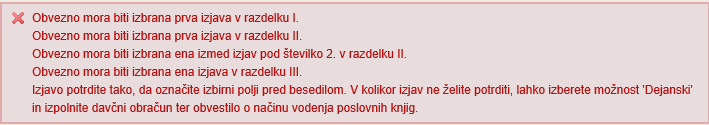 Obvezno mora biti izbrana prva izjava v razdelku I.
Obvezno mora biti izbrana prva izjava v razdelku II.
Obvezno mora biti izbrana ena izmed izjav pod številko 2. v razdelku II.
Obvezno mora biti izbrana ena izjava v razdelku III.
Izjavo potrdite tako, da označite izbirni polji pred besedilom. V kolikor izjav ne želite potrditi, lahko izberete možnost 'Dejanski'
in izpolnite davčni obračun ter obvestilo o načinu vodenja poslovnih knjig.